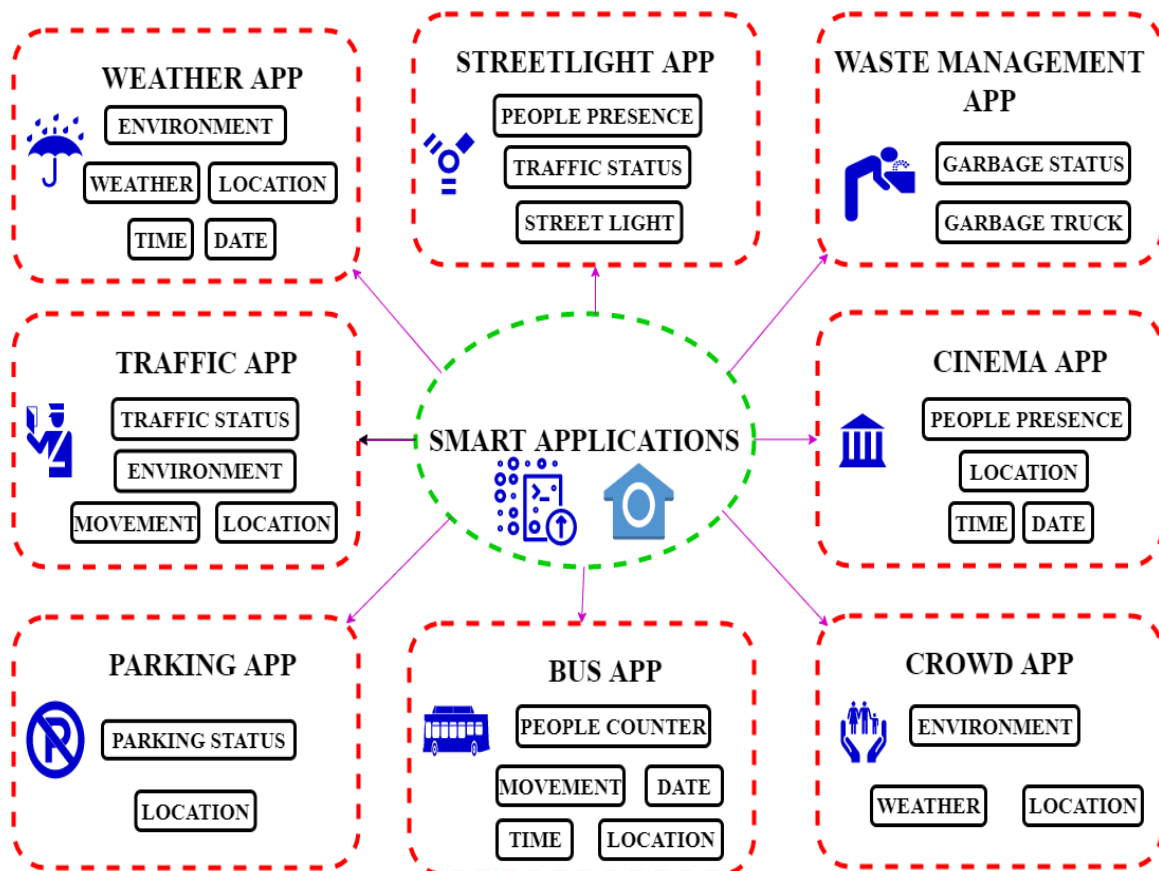 WEATHER APP
ENVIRONMENT
WEATHER
LOCATION
TIME
DATE
STREETLIGHT APP
PEOPLE PRESENCE
TRAFFIC STATUS
STREET LIGHT
WASTE MANAGEMENT
APP
GARBAGE STATUS
GARBAGE TRUCK
TRAFFIC APP
TRAFFIC STATUS
ENVIRONMENT
MOVEMENT
LOCATION
SMART APPLICATIONS
CINEMA APP
PEOPLE PRESENCE
LOCATION
TIME
DATE
PARKING APP
P
PARKING STATUS
LOCATION
BUS APP
PEOPLE COUNTER
MOVEMENT
DATE
TIME
LOCATION
CROWD APP
ENVIRONMENT
WEATHER
LOCATION